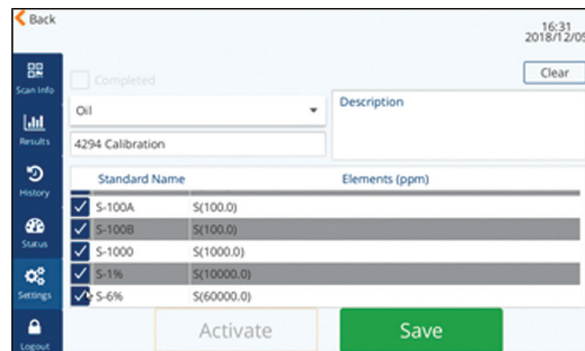 Back
16:31
2018/12/05
Scan Info
Completed
Clear
Oil
Description
4294 Calibration
Results
Standard Name Elements (ppm)
History
S-100A S(100.0)
S-100B S(100.0)
Status
S-1000 S(1000.0)
S-1% S(10000.0)
Settings
S-6% S(60000.0)
Activate Save
Logout